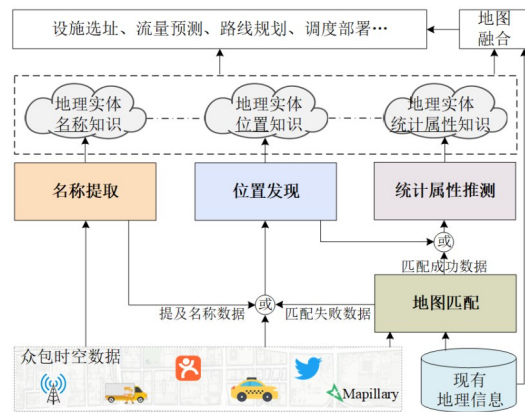 设施选址、流量预测、路线规划、调度部署…
地图
融合
地理实体
名称知识
地理实体
位置知识
地理实体
统计属性知识
名称提取
位置发现
统计属性推测
或
匹配成功数据
提及名称数据
或
匹配失败数据
地图匹配
众包时空数据
Mapillary
现有
地理信息